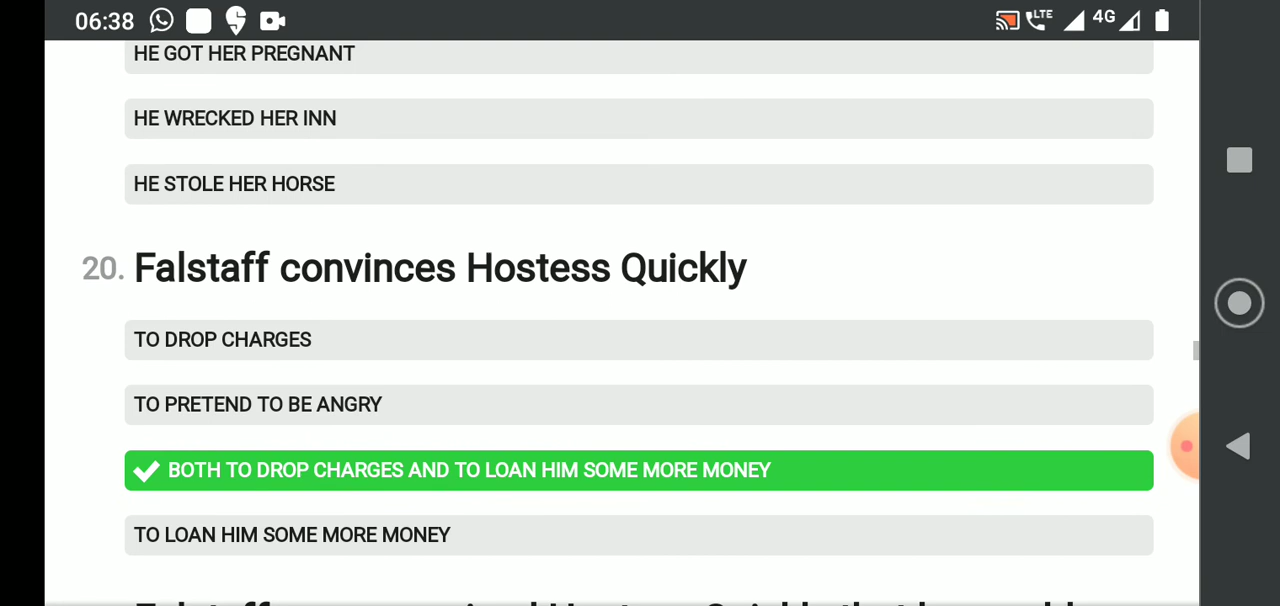 06:38
LTE
4G
HE GOT HER PREGNANT
HE WRECKED HER INN
HE STOLE HER HORSE
20. Falstaff convinces Hostess Quickly
TO DROP CHARGES
TO PRETEND TO BE ANGRY
BOTH TO DROP CHARGES AND TO LOAN HIM SOME MORE MONEY
TO LOAN HIM SOME MORE MONEY